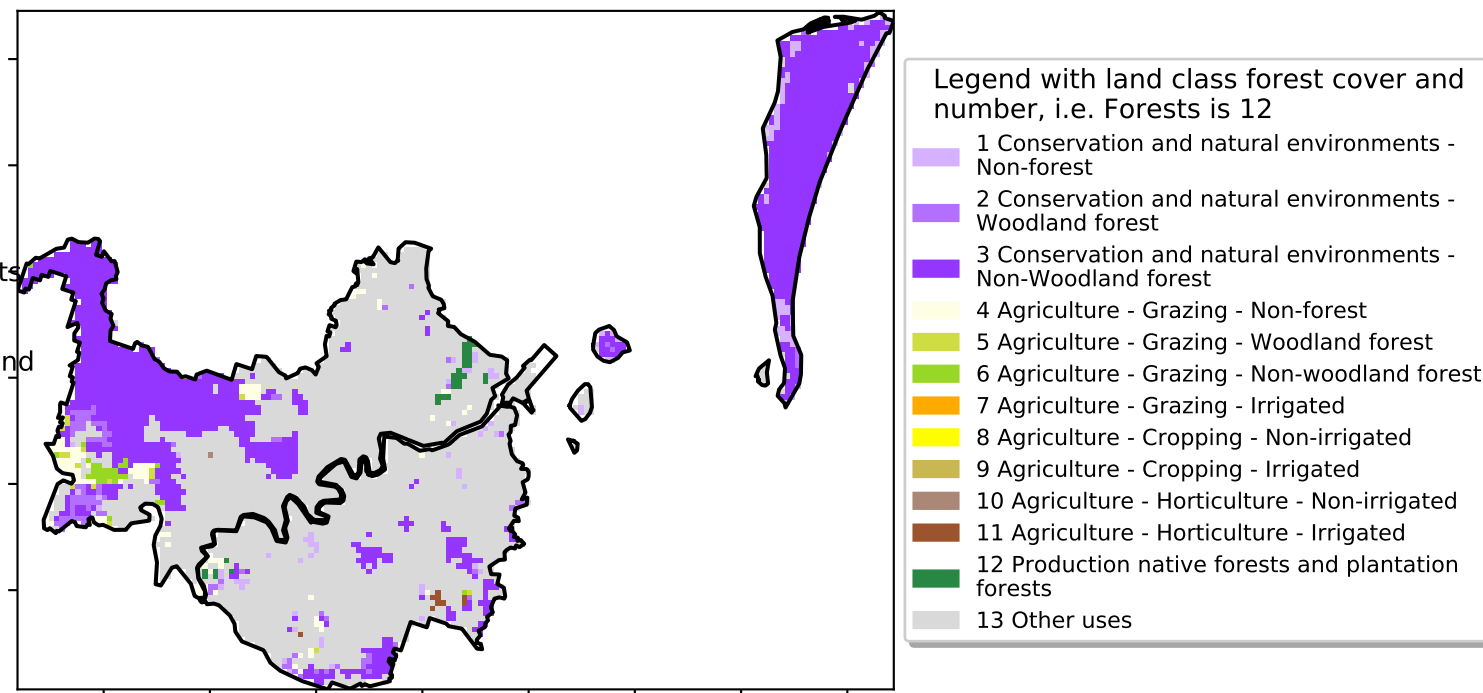 ts
nd
Legend with land class forest cover and
number, i.e. Forests is 12
1 Conservation and natural environments -
Non-forest
2 Conservation and natural environments -
Woodland forest
3 Conservation and natural environments -
Non-Woodland forest
4 Agriculture - Grazing - Non-forest
5 Agriculture - Grazing - Woodland forest
6 Agriculture - Grazing - Non-woodland forest
7 Agriculture - Grazing - Irrigated
8 Agriculture - Cropping - Non-irrigated
9 Agriculture - Cropping - Irrigated
10 Agriculture - Horticulture - Non-irrigated
11 Agriculture - Horticulture - Irrigated
12 Production native forests and plantation
forests
13 Other uses